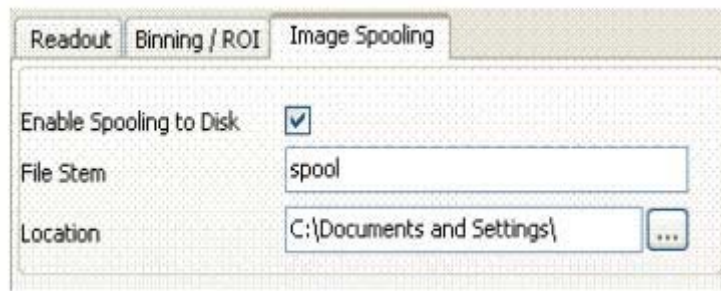 Readout Binning / ROI Image Spooling
Enable Spooling to Disk
File Stem spool
Location C:\Documents and Settings\ ...